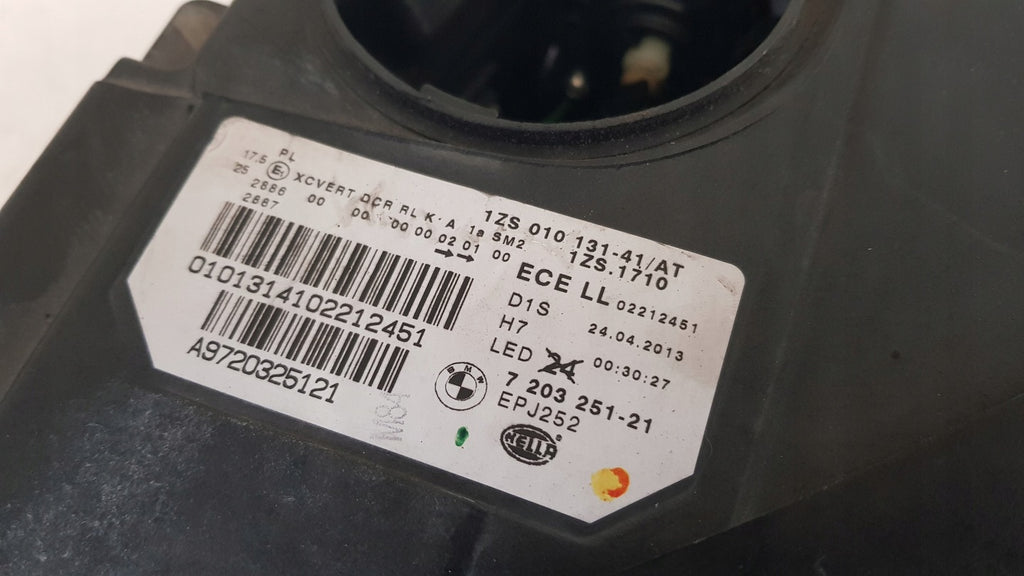 PL
17.5 E XCVERT DCR RL K · A 1a SM2
25 2886 00 00 00 00 02 01 00
2667
1ZS 010 131-41/AT
1ZS.1710
ECE LL 02212451
D1S 24.04.2013
H7
LED 24 00:30:27
0101314102212451
A9720325121
BMW
7 203 251-21
EPJ252
HELLA